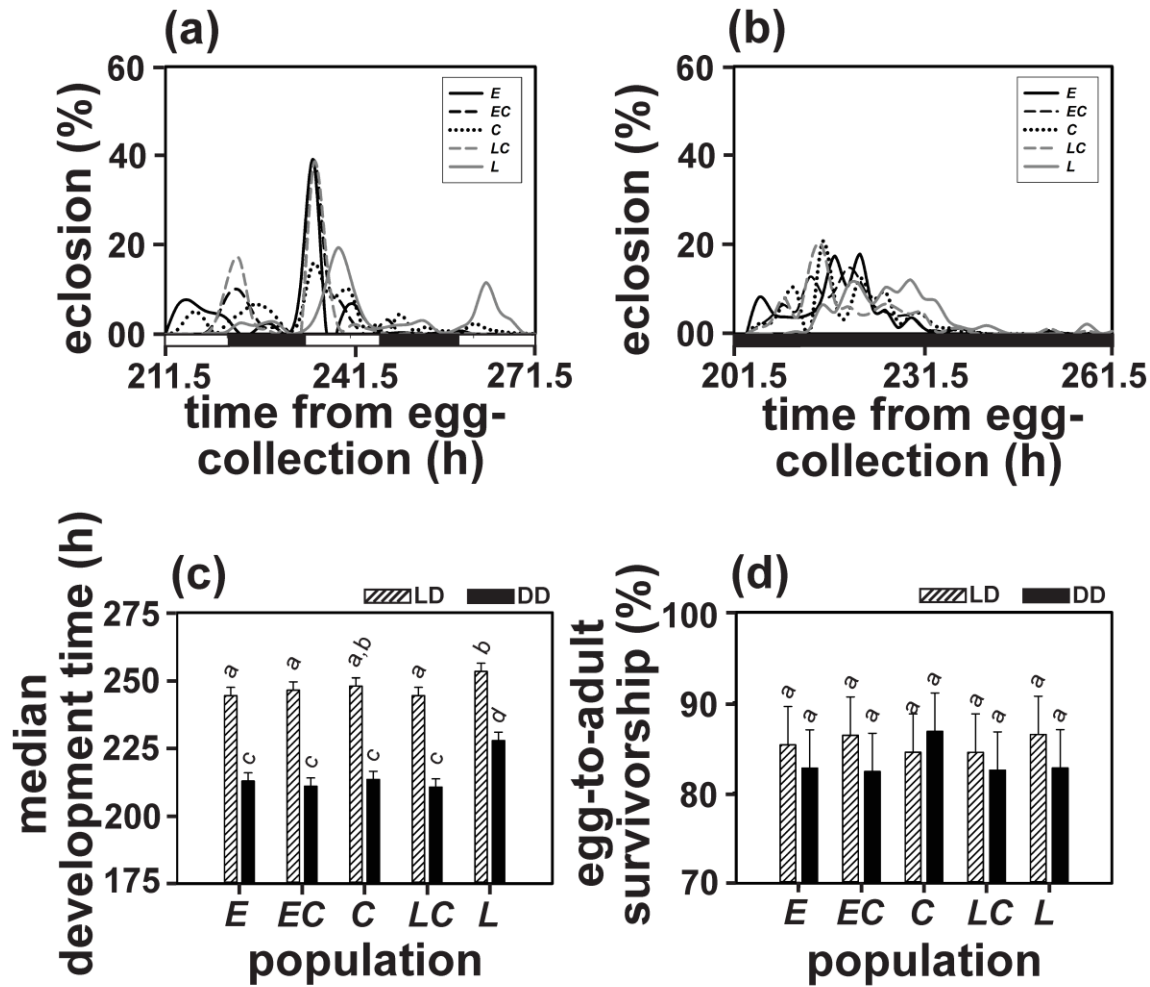 (a)
60
40
20
00
eclosion (%)
E
EC
C
LC
L
211.5 241.5 271.5
time from egg-
collection (h)
(b)
60
40
20
00
eclosion (%)
E
EC
C
LC
L
201.5 231.5 261.5
time from egg-
collection (h)
(c)
LD DD
275
250
225
200
175
median
development time (h)
a a a,b a b
c c c c d
E EC C LC L
population
(d)
LD DD
100
90
80
70
egg-to-adult
survivorship (%)
a a a a a a a a a a
E EC C LC L
population